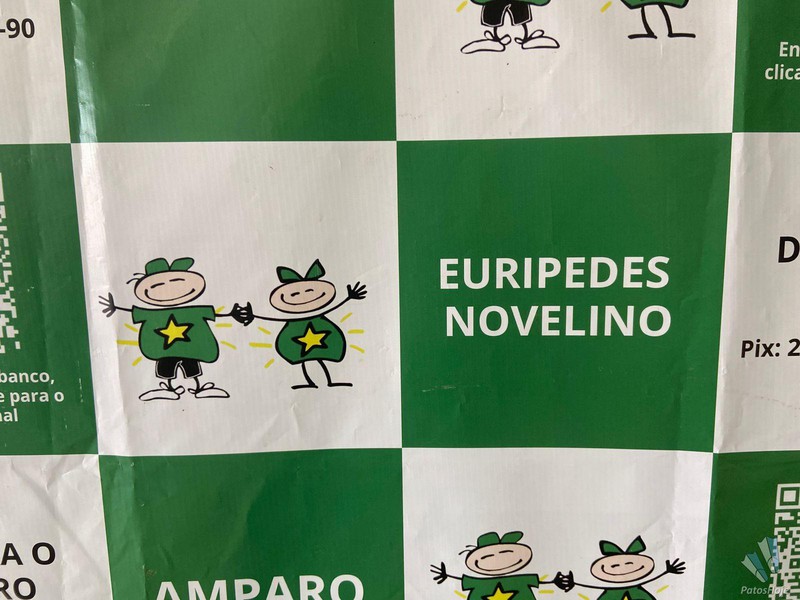 -90
En
clica
EURIPEDES
NOVELINO
D
Pix: 2
banco,
e para o
nal
A O
RO
AMPARO
PatosHoje